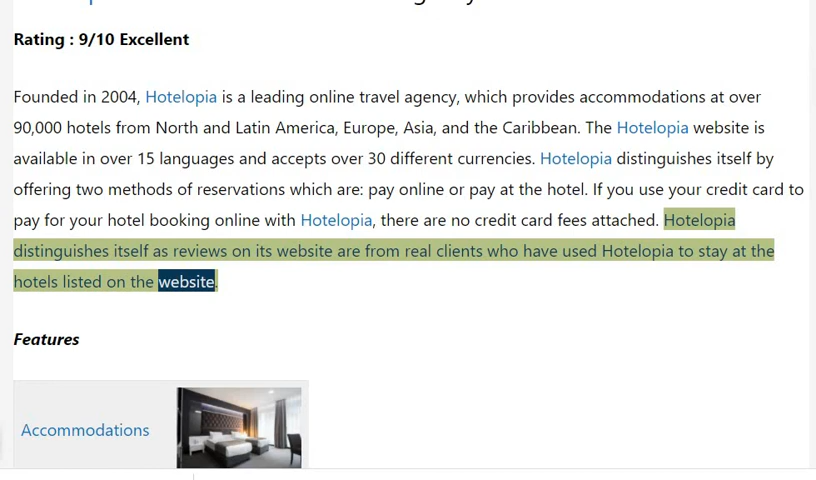 Rating : 9/10 Excellent
Founded in 2004, Hotelopia is a leading online travel agency, which provides accommodations at over
90,000 hotels from North and Latin America, Europe, Asia, and the Caribbean. The Hotelopia website is
available in over 15 languages and accepts over 30 different currencies. Hotelopia distinguishes itself by
offering two methods of reservations which are: pay online or pay at the hotel. If you use your credit card to
pay for your hotel booking online with Hotelopia, there are no credit card fees attached. Hotelopia
distinguishes itself as reviews on its website are from real clients who have used Hotelopia to stay at the
hotels listed on the website.
Features
Accommodations